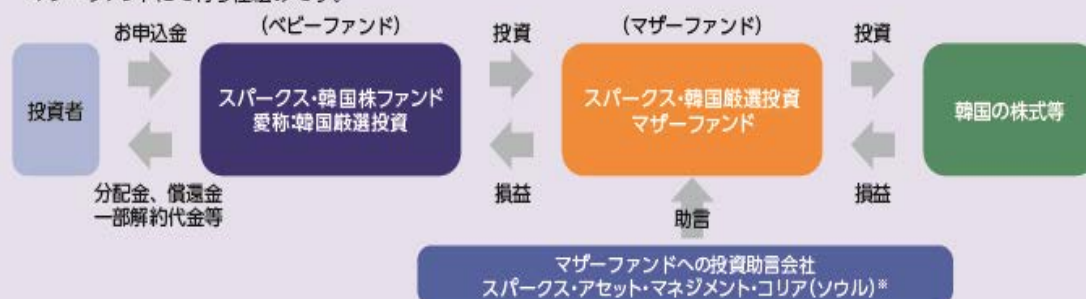 お申込金
(ベビーファンド)
投資
(マザーファンド)
投資
投資者
スパークス・韓国株ファンド
愛称:韓国厳選投資
スパークス・韓国厳選投資
マザーファンド
韓国の株式等
分配金、償還金
一部解約代金等
損益
損益
助言
マザーファンドへの投資助言会社
スパークス・アセット・マネジメント・コリア(ソウル)※